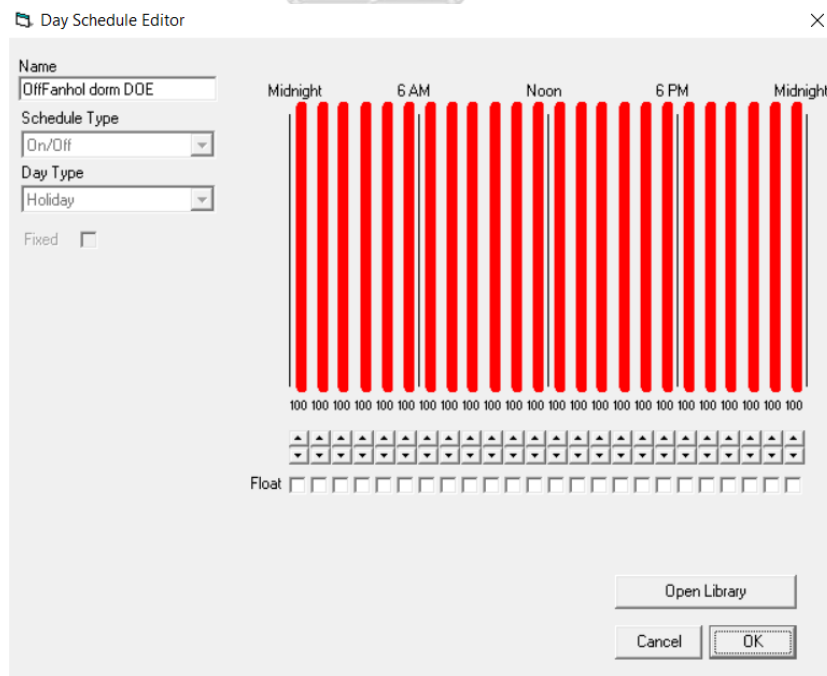 Day Schedule Editor
Name
OffFanhol dorm DOE
Schedule Type
On/Off
Day Type
Holiday
Fixed
Midnight 6 AM Noon 6 PM Midnight
100 100 100 100 100 100 100 100 100 100 100 100 100 100 100 100 100 100 100 100 100 100 100 100
Float
Open Library
Cancel OK